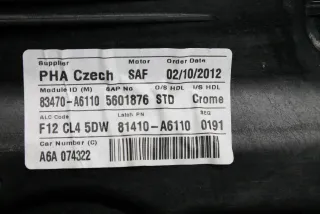 Supplier Motor Order Date
PHA Czech SAF 02/10/2012
Module ID (M) SAP No O/S HDL I/S HDL
83470-A6110 5601876 STD Crome
ALC Code Latch PN SEQ
F12 CL4 5DW 81410-A6110 0191
Car Number (C)
A6A 074322